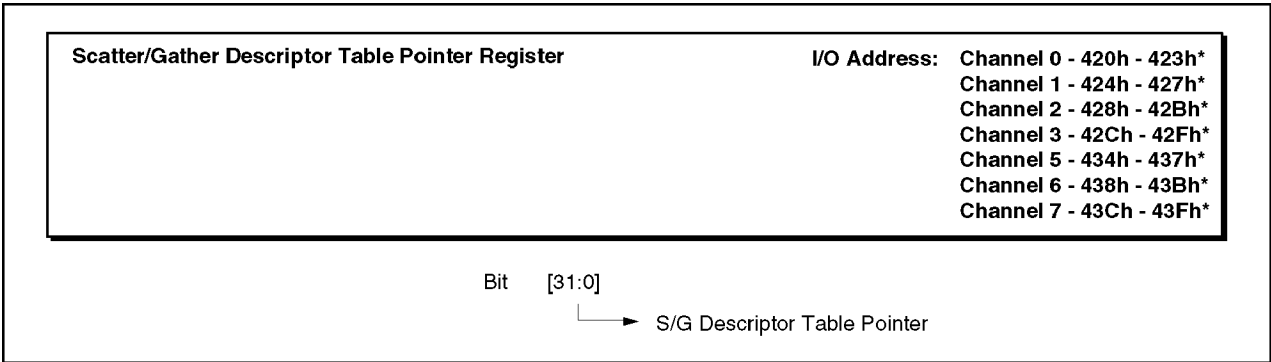 Scatter/Gather Descriptor Table Pointer Register I/O Address: Channel 0 - 420h - 423h*
Channel 1 - 424h - 427h*
Channel 2 - 428h - 42Bh*
Channel 3 - 42Ch - 42Fh*
Channel 5 - 434h - 437h*
Channel 6 - 438h - 43Bh*
Channel 7 - 43Ch - 43Fh*
Bit [31:0]
S/G Descriptor Table Pointer